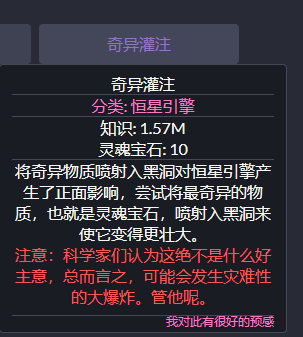 奇异灌注
奇异灌注
分类: 恒星引擎
知识: 1.57M
灵魂宝石: 10
将奇异物质喷射入黑洞对恒星引擎产
生了正面影响，尝试将最奇异的物
质，也就是灵魂宝石，喷射入黑洞来
使它变得更壮大。
注意：科学家们认为这绝不是什么好
主意，总而言之，可能会发生灾难性
的大爆炸。管他呢。
我对此有很好的预感